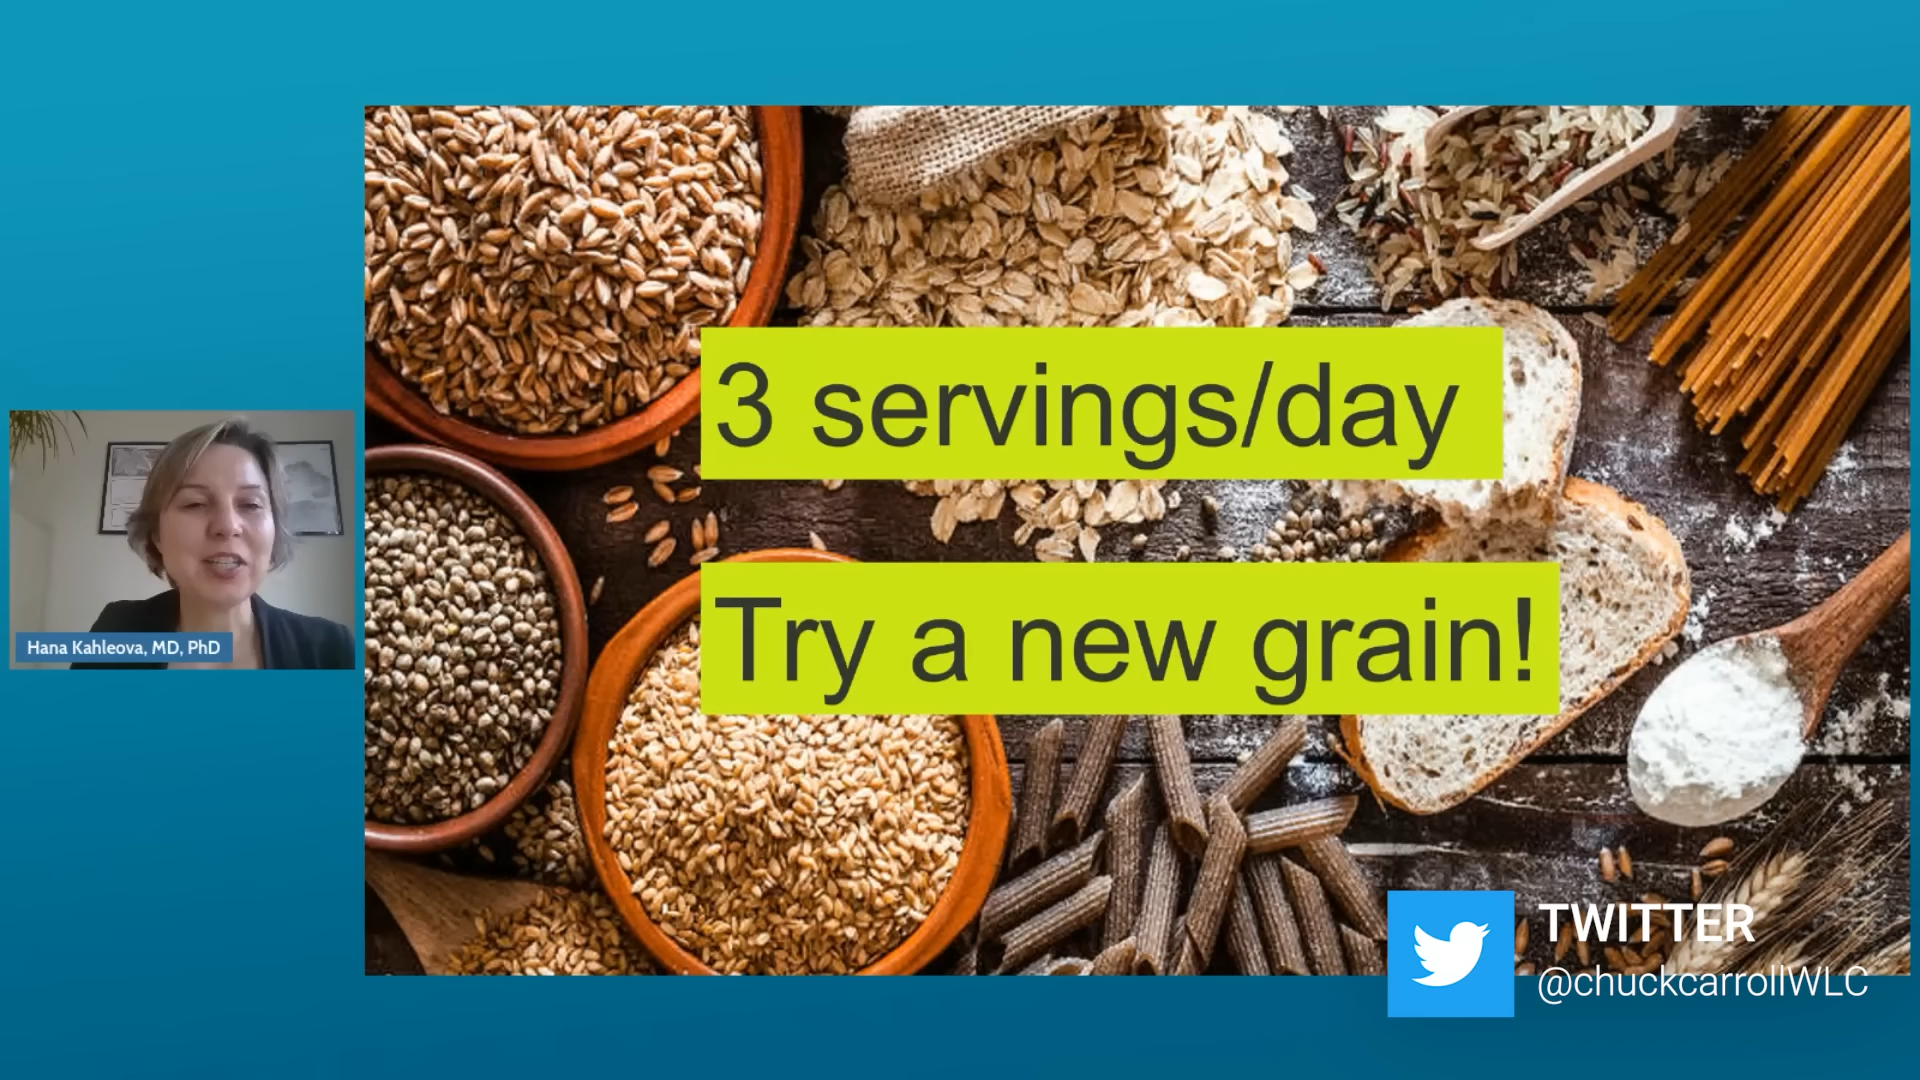 3 servings/day
Try a new grain!
Hana Kahleova, MD, PhD
TWITTER
@chuckcarrollWLC